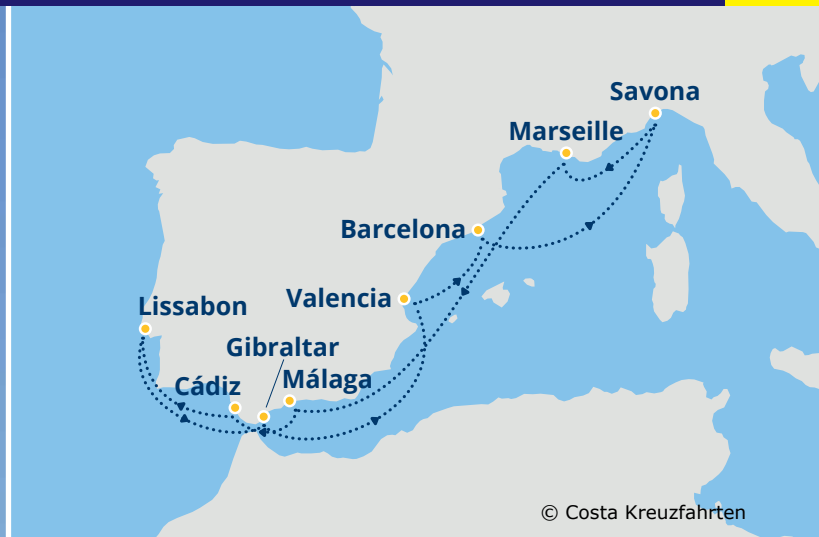 Savona
Marseille
Barcelona
Valencia
Lissabon
Gibraltar
Málaga
Cádiz
© Costa Kreuzfahrten